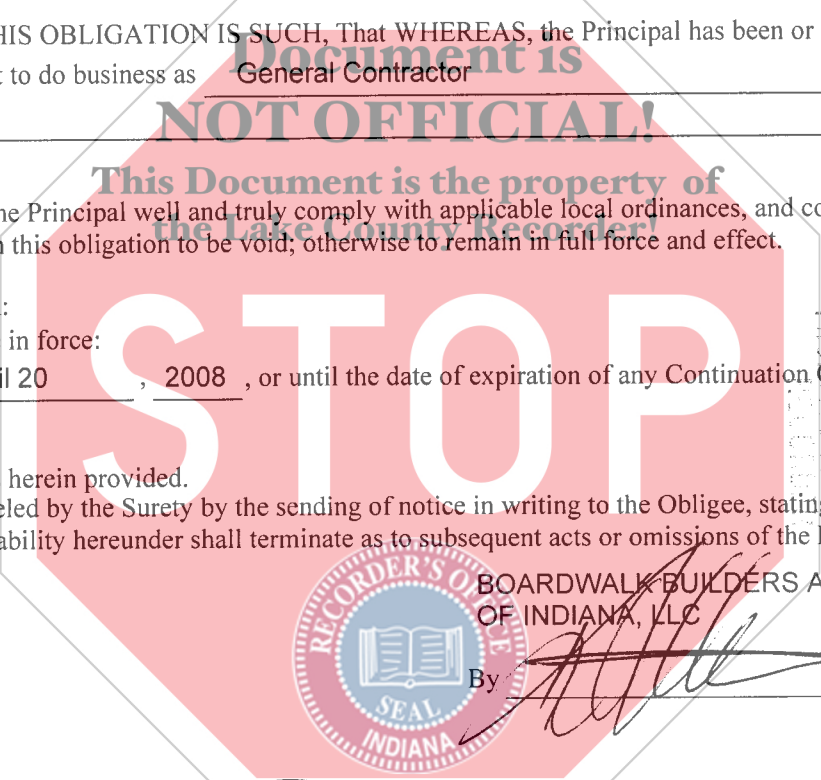 HIS OBLIGATION IS SUCH, That WHEREAS, the Principal has been or
Document is
t to do business as General Contractor
NOT OFFICIAL!
This Document is the property of
he Principal well and truly comply with applicable local ordinances, and co
the Lake County Recorder!
n this obligation to be void; otherwise to remain in full force and effect.
:
in force:
il 20 , 2008 , or until the date of expiration of any Continuation
STOP
herein provided.
eled by the Surety by the sending of notice in writing to the Obligee, stating
ability hereunder shall terminate as to subsequent acts or omissions of the
BOARDWALK BUILDERS A
OF INDIANA, LLC
By
RECORDER'S OFFICE
SEAL
INDIANA